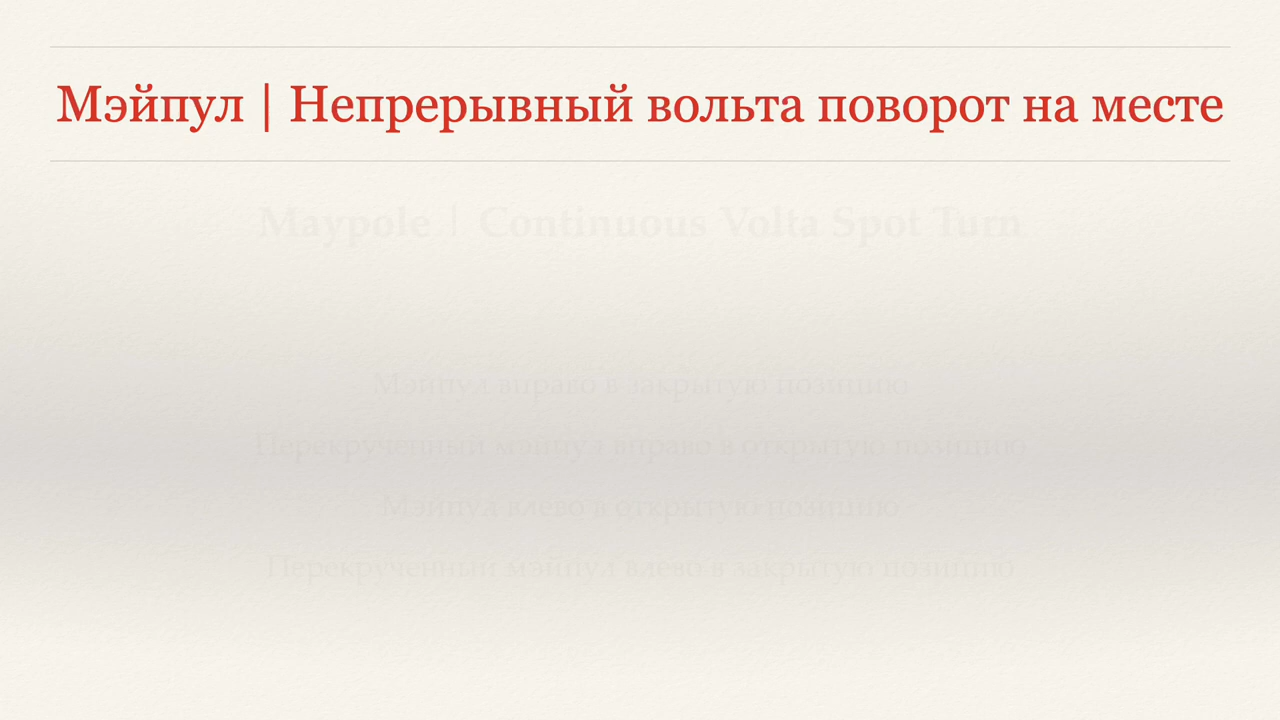 Мэйпул | Непрерывный вольта поворот на месте
Maypole | Continuous Volta Spot Turn
Мэйпул вправо в закрытую позицию
Перекрученный мэйпул вправо в открытую позицию
Мэйпул влево в открытую позицию
Перекрученный мэйпул влево в закрытую позицию